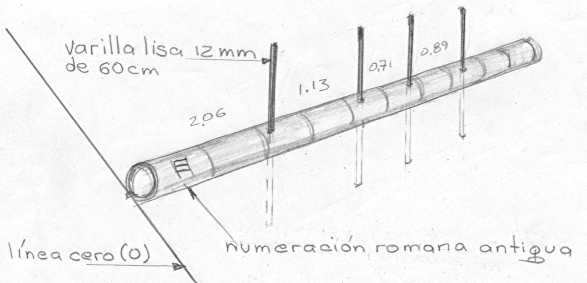 varilla lisa 12mm
de 60cm
2.06
1.13
0,71
0,89
III
línea cero (0)
numeración romana antigua